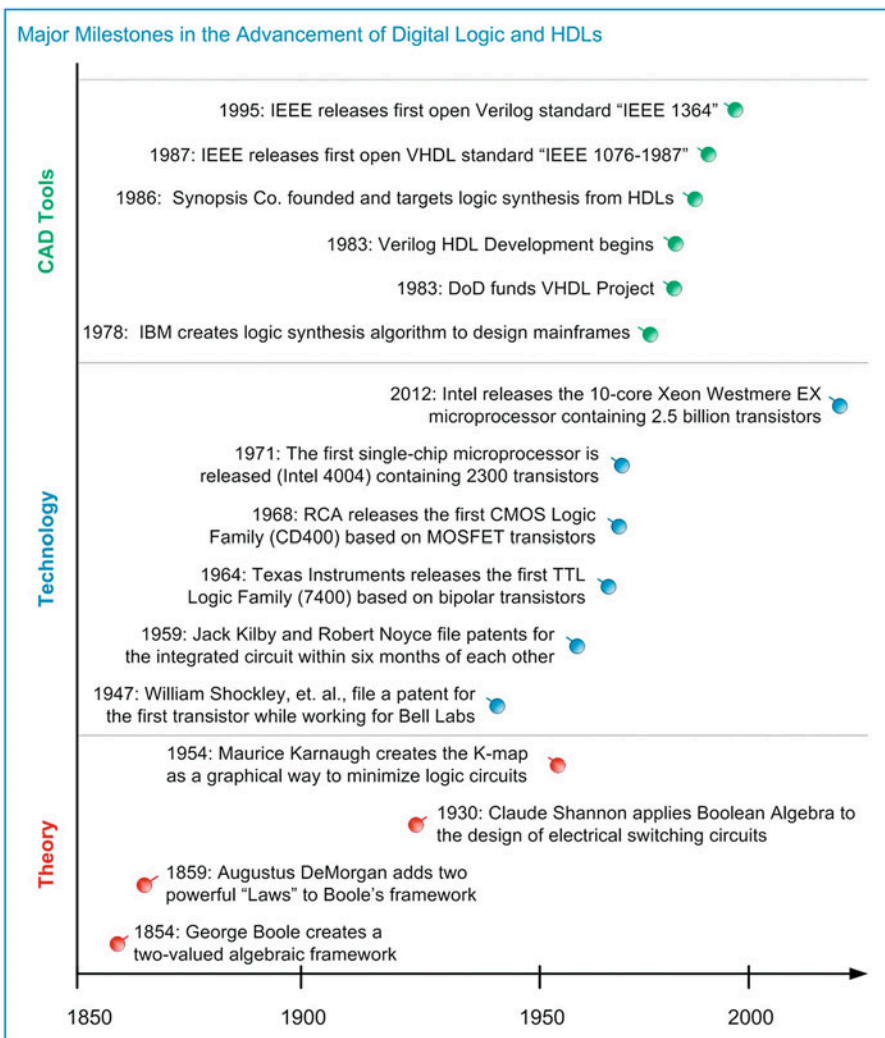 Major Milestones in the Advancement of Digital Logic and HDLs
CAD Tools
1995: IEEE releases first open Verilog standard “IEEE 1364”
1987: IEEE releases first open VHDL standard “IEEE 1076-1987”
1986:  Synopsis Co. founded and targets logic synthesis from HDLs
1983: Verilog HDL Development begins
1983: DoD funds VHDL Project
1978:  IBM creates logic synthesis algorithm to design mainframes
Technology
2012: Intel releases the 10-core Xeon Westmere EX
microprocessor containing 2.5 billion transistors
1971: The first single-chip microprocessor is
released (Intel 4004) containing 2300 transistors
1968: RCA releases the first CMOS Logic
Family (CD400) based on MOSFET transistors
1964: Texas Instruments releases the first TTL
Logic Family (7400) based on bipolar transistors
1959: Jack Kilby and Robert Noyce file patents for
the integrated circuit within six months of each other
1947: William Shockley, et. al., file a patent for
the first transistor while working for Bell Labs
Theory
1954: Maurice Karnaugh creates the K-map
as a graphical way to minimize logic circuits
1930: Claude Shannon applies Boolean Algebra to
the design of electrical switching circuits
1859: Augustus DeMorgan adds two
powerful “Laws” to Boole’s framework
1854: George Boole creates a
two-valued algebraic framework
1850 1900 1950 2000